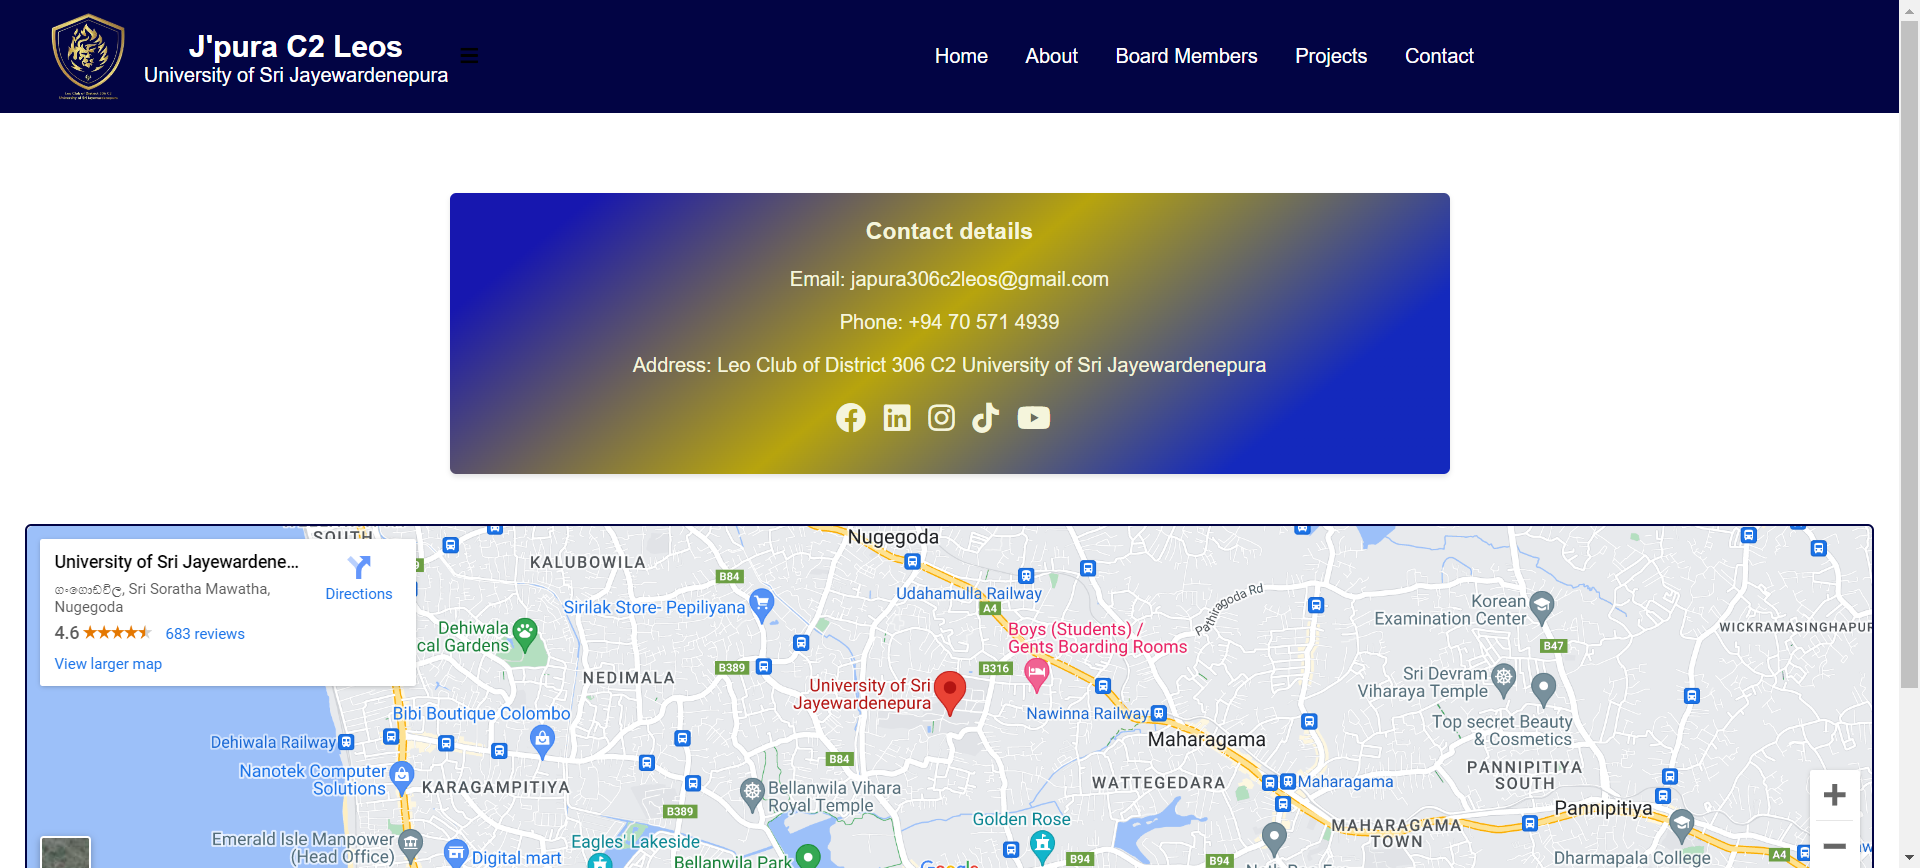 J'pura C2 Leos
University of Sri Jayewardenepura
Home
About
Board Members
Projects
Contact
Contact details
Email: japura306c2leos@gmail.com
Phone: +94 70 571 4939
Address: Leo Club of District 306 C2 University of Sri Jayewardenepura
University of Sri Jayewardene...
ගංගොඩවිල, Sri Soratha Mawatha,
Nugegoda
4.6
683 reviews
View larger map
Directions
SOUTH
KALUBOWILA
Nugegoda
B84
Sirilak Store- Pepiliyana
Udahamulla Railway
A4
Pathiragoda Rd
Korean
Examination Center
WICKRAMASINGHAPUR
Dehiwala
cal Gardens
Boys (Students) /
Gents Boarding Rooms
B47
B389
B316
NEDIMALA
University of Sri
Jayewardenepura
Sri Devram
Viharaya Temple
Bibi Boutique Colombo
Nawinna Railway
Top secret Beauty
& Cosmetics
Dehiwala Railway
Maharagama
Nanotek Computer
Solutions
KARAGAMPITIYA
B84
Bellanwila Vihara
Royal Temple
WATTEGEDARA
Maharagama
PANNIPITIYA
SOUTH
B389
Pannipitiya
Golden Rose
MAHARAGAMA
TOWN
Emerald Isle Manpower
(Head Office)
Digital mart
Eagles' Lakeside
Bellanwila Park
Google
B94
B94
A4
Dharmapala College